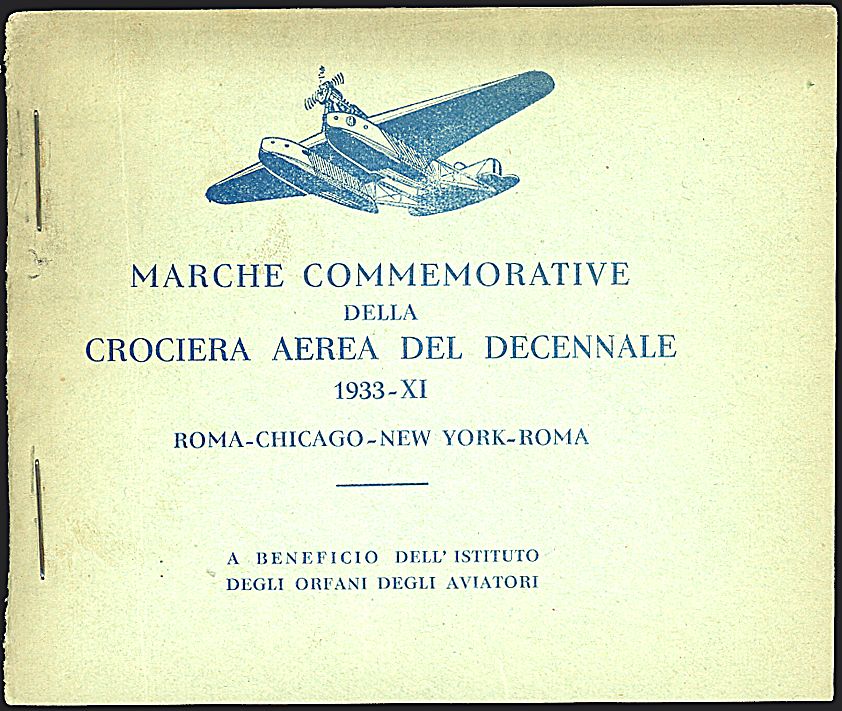 MARCHE COMMEMORATIVE
DELLA
CROCIERA AEREA DEL DECENNALE
1933-XI
ROMA-CHICAGO-NEW YORK-ROMA
A BENEFICIO DELL'ISTITUTO
DEGLI ORFANI DEGLI AVIATORI